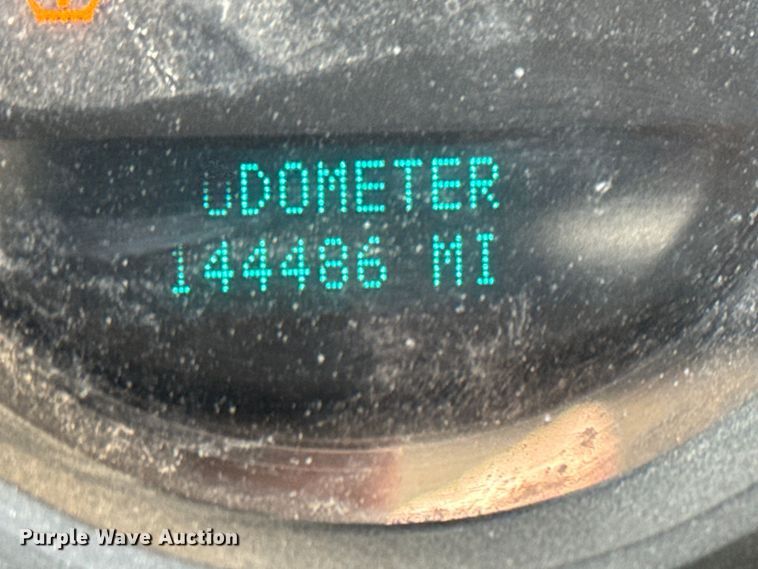 ODOMETER
144486 MI
Purple Wave Auction